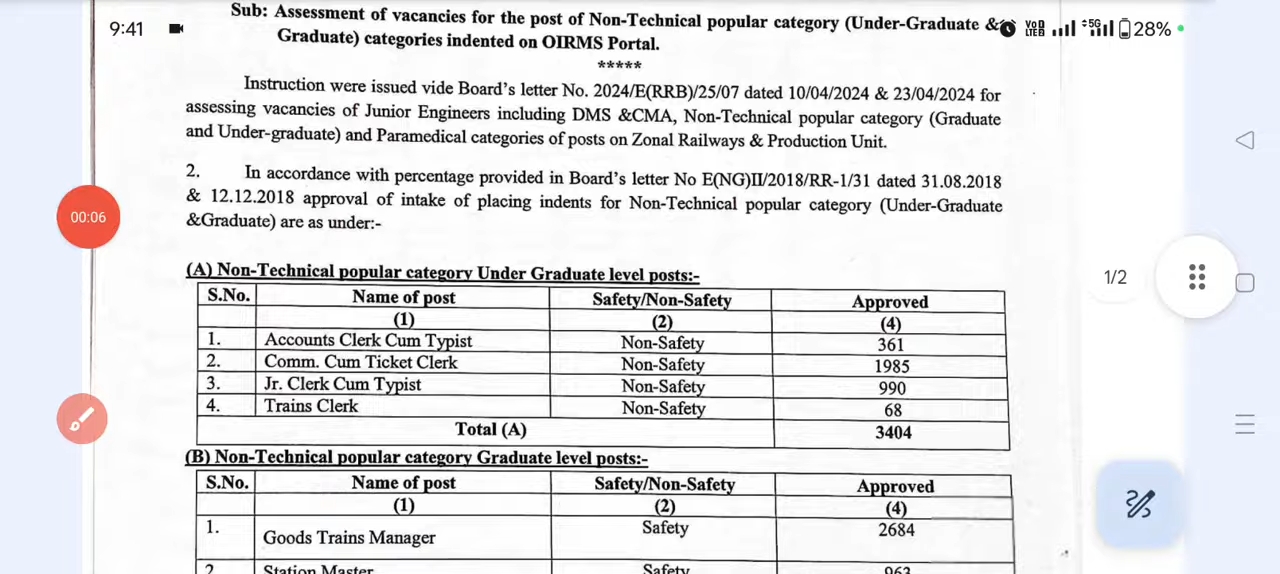 Sub: Assessment of vacancies for the post of Non-Technical popular category (Under-Graduate &
9:41
VoD LTE 5G 28%
Graduate) categories indented on OIRMS Portal.
*****
Instruction were issued vide Board's letter No. 2024/E(RRB)/25/07 dated 10/04/2024 & 23/04/2024 for
assessing vacancies of Junior Engineers including DMS &CMA, Non-Technical popular category (Graduate
and Under-graduate) and Paramedical categories of posts on Zonal Railways & Production Unit.
2. In accordance with percentage provided in Board's letter No E(NG)II/2018/RR-1/31 dated 31.08.2018
& 12.12.2018 approval of intake of placing indents for Non-Technical popular category (Under-Graduate
00:06
&Graduate) are as under:-
(A) Non-Technical popular category Under Graduate level posts:-
1/2
S.No. Name of post Safety/Non-Safety Approved
(1) (2) (4)
1. Accounts Clerk Cum Typist Non-Safety 361
2. Comm. Cum Ticket Clerk Non-Safety 1985
3. Jr. Clerk Cum Typist Non-Safety 990
4. Trains Clerk Non-Safety 68
Total (A) 3404
(B) Non-Technical popular category Graduate level posts:-
S.No. Name of post Safety/Non-Safety Approved
(1) (2) (4)
1. Goods Trains Manager Safety 2684
2. Station Master Safety 963